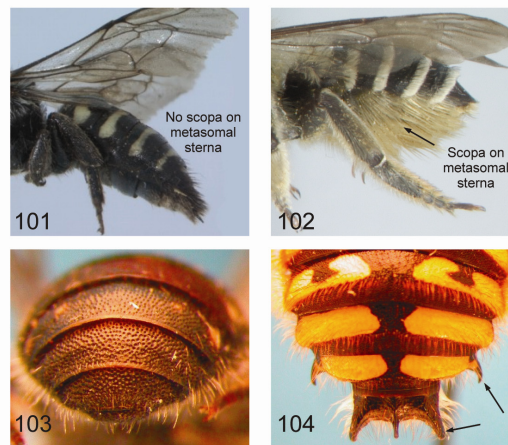 No scopa on
metasomal
sterna
101
Scopa on
metasomal
sterna
102
103
104